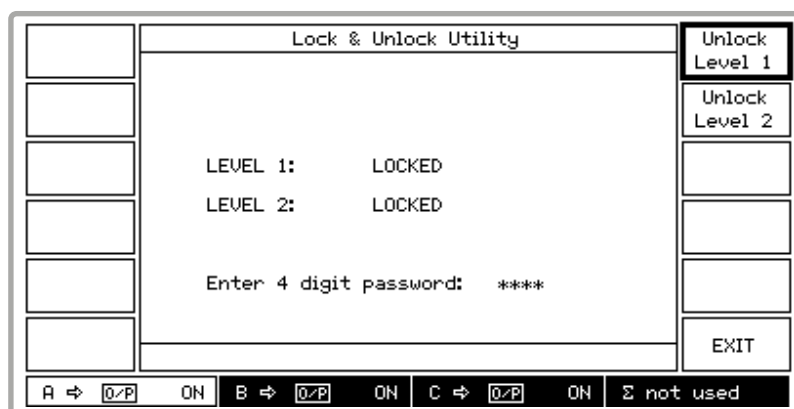 Lock & Unlock Utility
Unlock
Level 1
Unlock
Level 2
LEVEL 1: LOCKED
LEVEL 2: LOCKED
Enter 4 digit password: ****
EXIT
A ⇨ O/P ON B ⇨ O/P ON C ⇨ O/P ON Σ not used